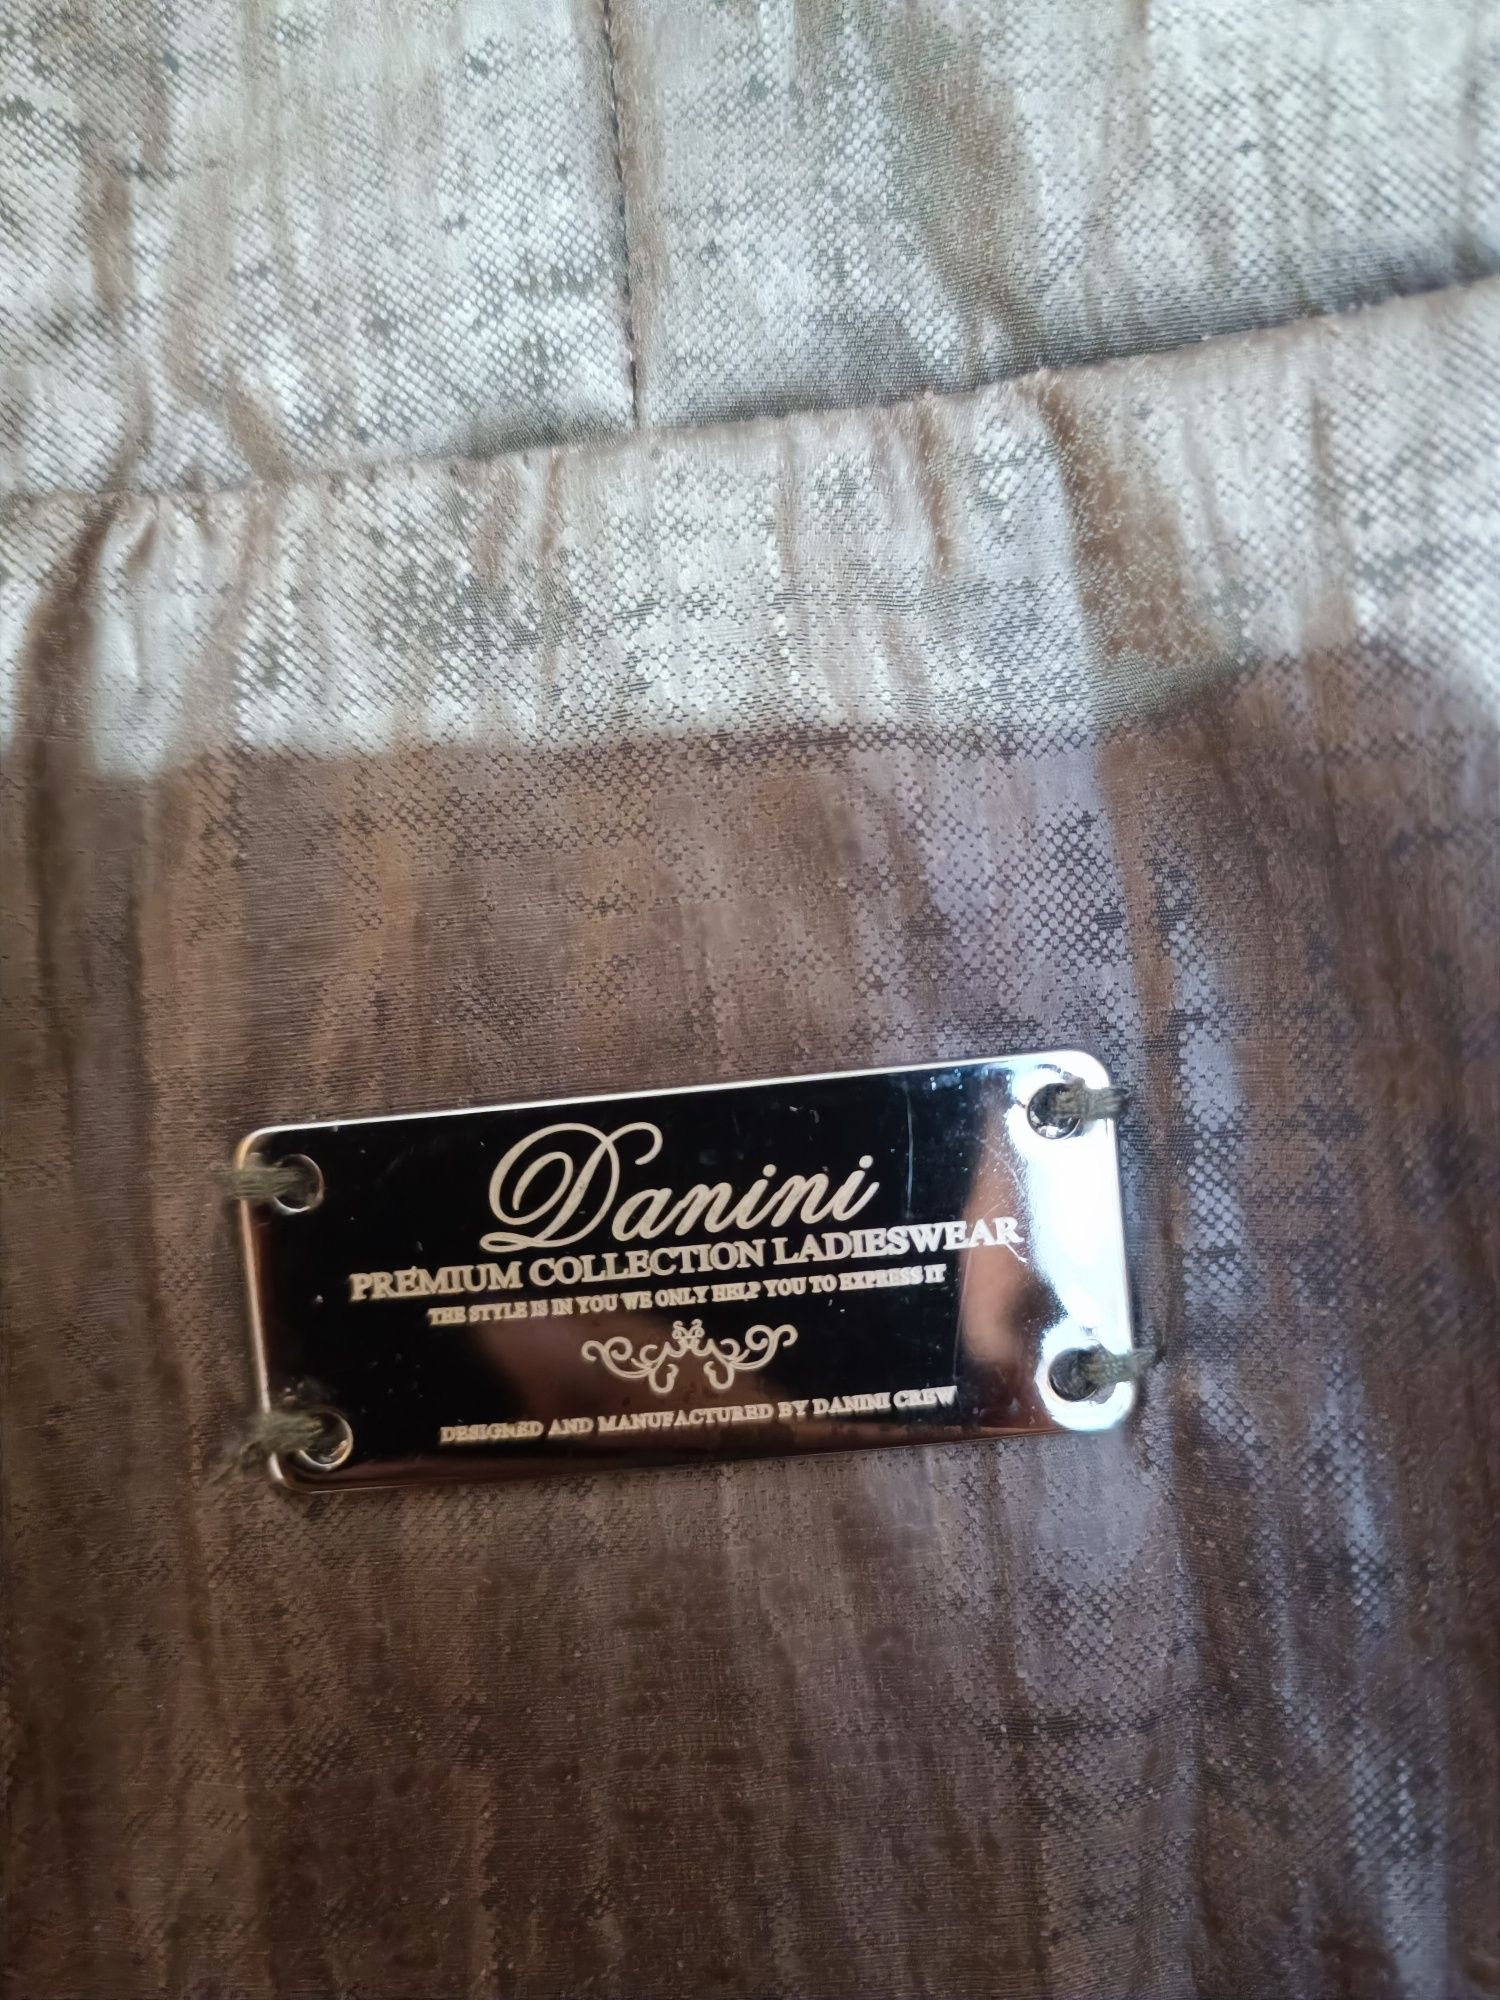 Danini
PREMIUM COLLECTION LADIESWEAR
THE STYLE IS IN YOU WE ONLY HELP YOU TO EXPRESS IT
DESIGNED AND MANUFACTURED BY DANINI CREW